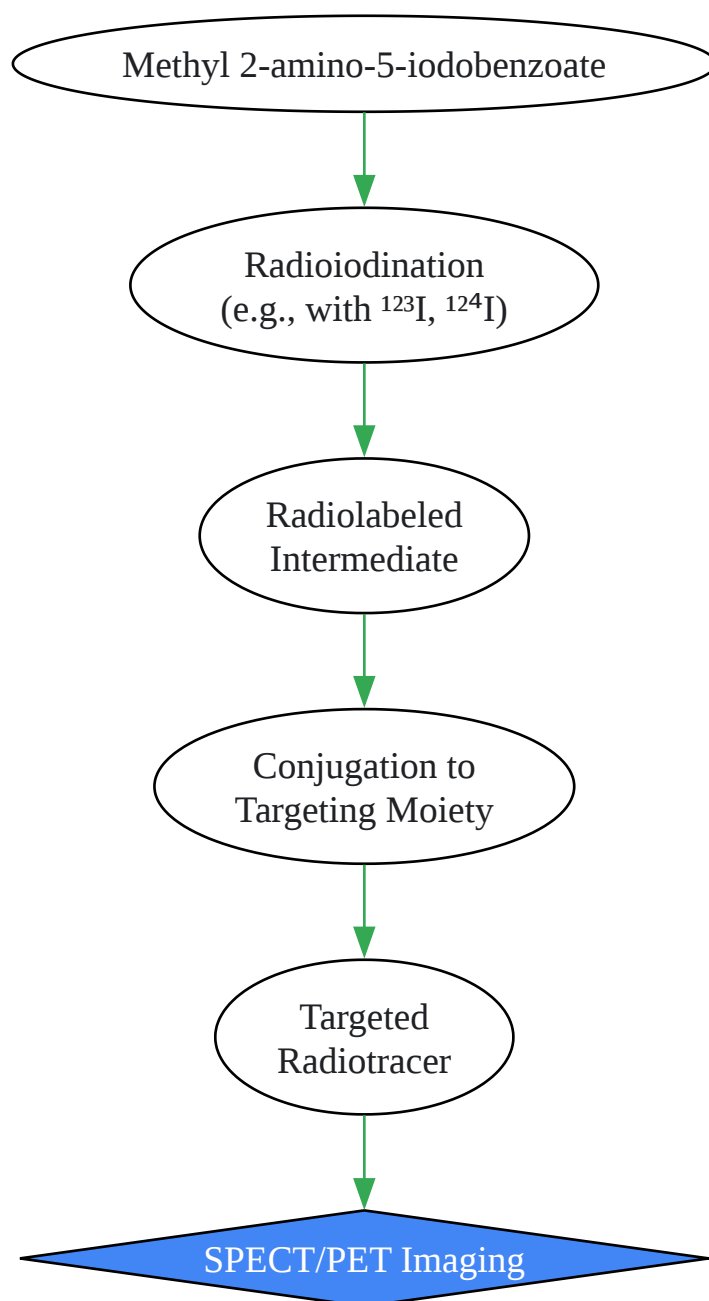 Methyl 2-amino-5-iodobenzoate
Radioiodination
(e.g., with ¹²³I, ¹²⁴I)
Radiolabeled
Intermediate
Conjugation to
Targeting Moiety
Targeted
Radiotracer
SPECT/PET Imaging